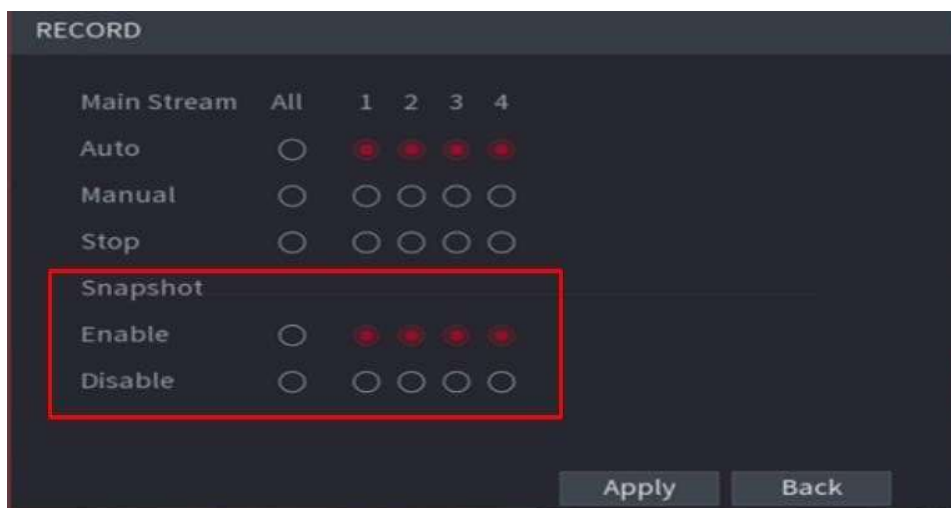 RECORD
Main Stream All 1 2 3 4
Auto
Manual
Stop
Snapshot
Enable
Disable
Apply Back